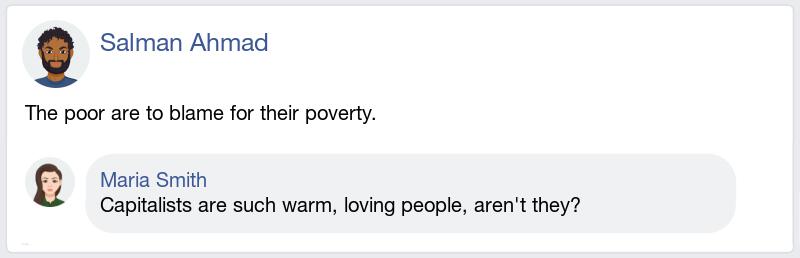 Salman Ahmad
The poor are to blame for their poverty.
Maria Smith
Capitalists are such warm, loving people, aren't they?